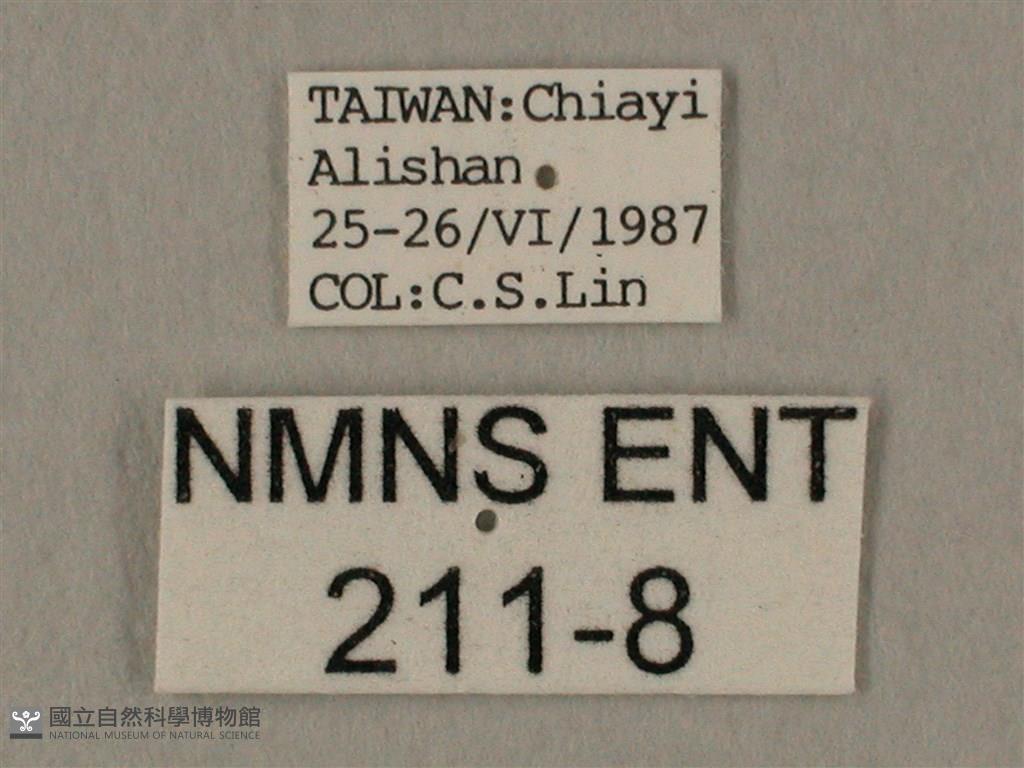 TAIWAN:Chiayi
Alishan
25-26/VI/1987
COL:C.S.Lin
NMNS ENT
211-8
國立自然科學博物館
NATIONAL MUSEUM OF NATURAL SCIENCE